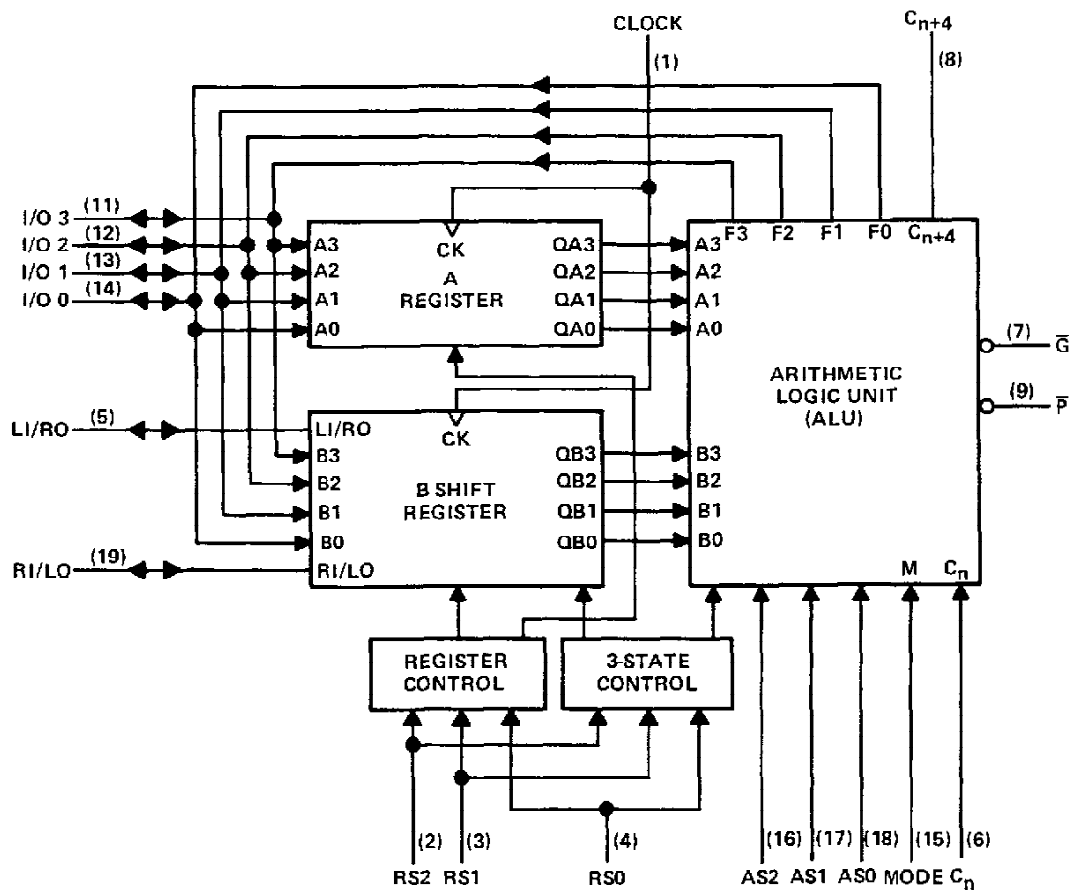 CLOCK
(1)
Cn+4
(8)
I/O 3 (11)
I/O 2 (12)
I/O 1 (13)
I/O 0 (14)
CK
A
REGISTER
A3
A2
A1
A0
QA3
QA2
QA1
QA0
F3 F2 F1 F0 Cn+4
A3
A2
A1
A0
ARITHMETIC
LOGIC UNIT
(ALU)
(7) G̅
(9) P̅
LI/RO (5)
LI/RO
CK
B3
B2
B1
B0
B SHIFT
REGISTER
QB3
QB2
QB1
QB0
B3
B2
B1
B0
RI/LO (19)
RI/LO
M Cn
REGISTER
CONTROL
3-STATE
CONTROL
(2) (3) (4) (16) (17) (18) (15) (6)
RS2 RS1 RS0 AS2 AS1 AS0 MODE Cn